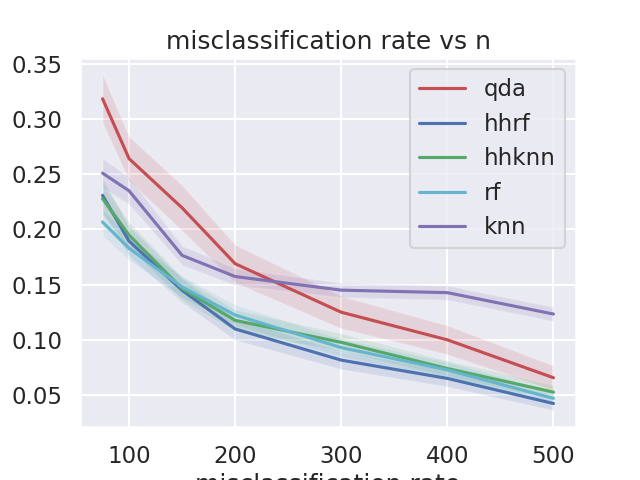 misclassification rate vs n
0.35
0.30
0.25
0.20
0.15
0.10
0.05
qda
hhrf
hhknn
rf
knn
100 200 300 400 500
misclassification rate